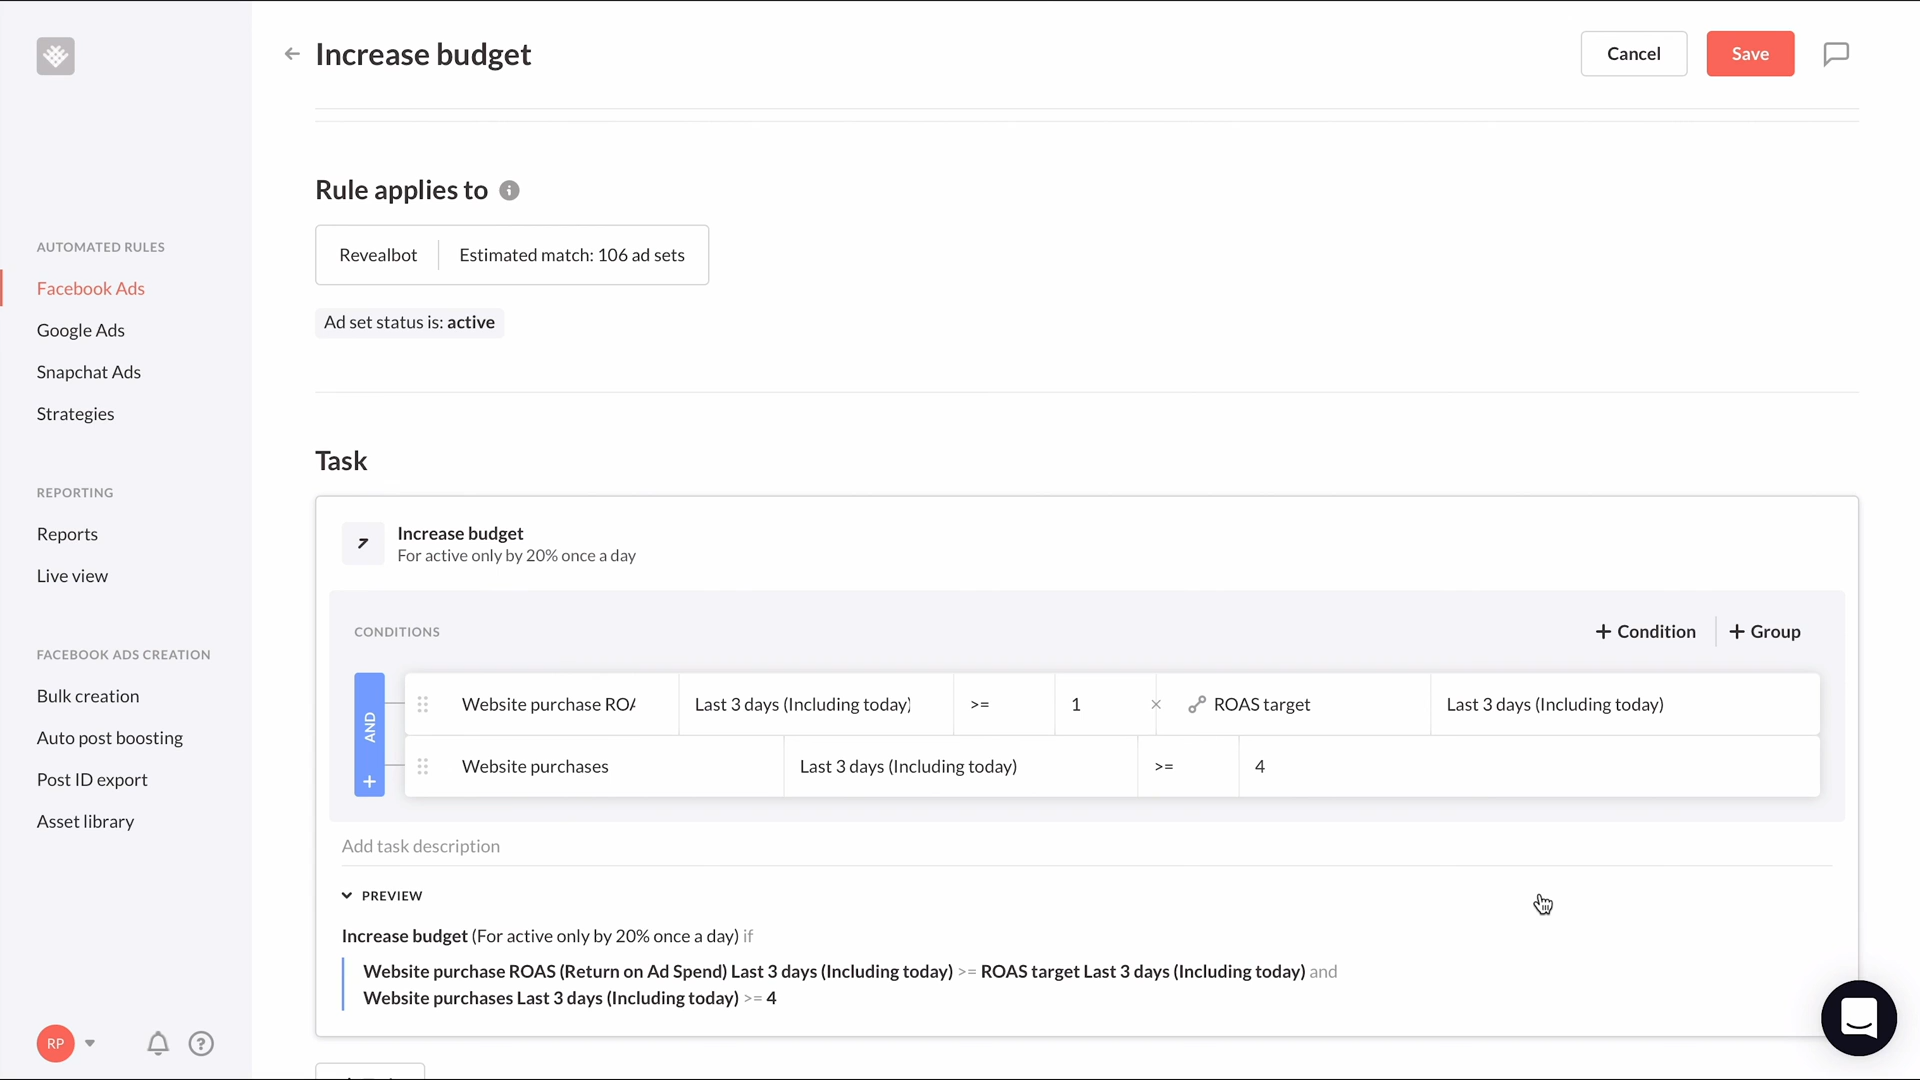 Increase budget
Cancel
Save
AUTOMATED RULES
Facebook Ads
Google Ads
Snapchat Ads
Strategies
REPORTING
Reports
Live view
FACEBOOK ADS CREATION
Bulk creation
Auto post boosting
Post ID export
Asset library
RP
Rule applies to
Revealbot
Estimated match: 106 ad sets
Ad set status is: active
Task
Increase budget
For active only by 20% once a day
CONDITIONS
+ Condition
+ Group
AND
+
Website purchase ROA
Last 3 days (Including today)
>=
1
×
ROAS target
Last 3 days (Including today)
Website purchases
Last 3 days (Including today)
>=
4
Add task description
PREVIEW
Increase budget (For active only by 20% once a day) if
Website purchase ROAS (Return on Ad Spend) Last 3 days (Including today) >= ROAS target Last 3 days (Including today) and
Website purchases Last 3 days (Including today) >= 4